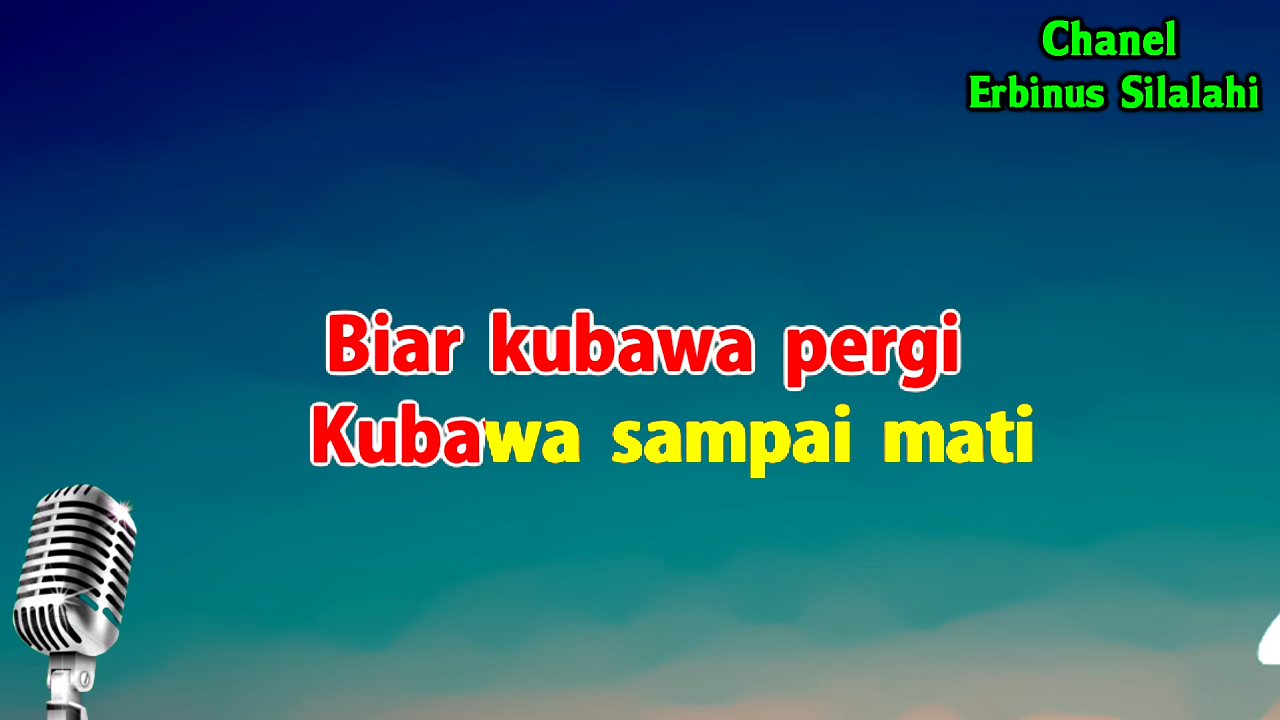 Chanel
Erbinus Silalahi
Biar kubawa pergi
Kubawa sampai mati